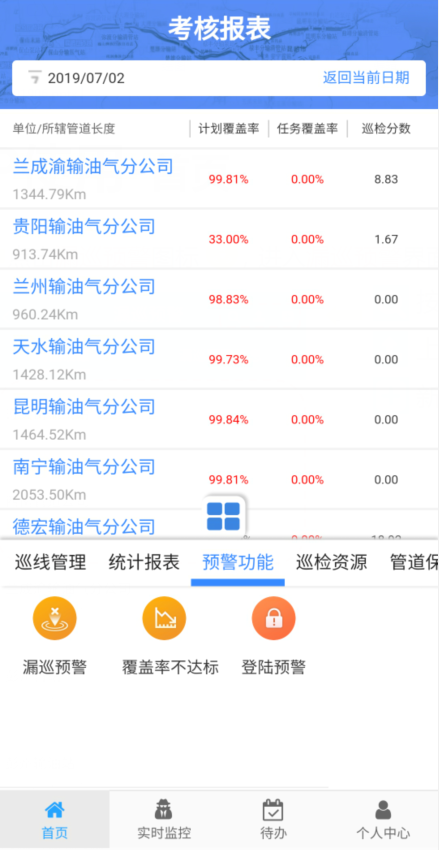 考核报表
2019/07/02 返回当前日期
单位/所辖管道长度 计划覆盖率 任务覆盖率 巡检分数
兰成渝输油气分公司
1344.79Km 99.81% 0.00% 8.83
贵阳输油气分公司
913.74Km 33.00% 0.00% 1.67
兰州输油气分公司
960.24Km 98.83% 0.00% 0.00
天水输油气分公司
1428.12Km 99.73% 0.00% 0.00
昆明输油气分公司
1464.52Km 99.84% 0.00% 0.00
南宁输油气分公司
2053.50Km 99.81% 0.00% 0.00
德宏输油气分公司
巡线管理 统计报表 预警功能 巡检资源 管道保
漏巡预警 覆盖率不达标 登陆预警
首页 实时监控 待办 个人中心